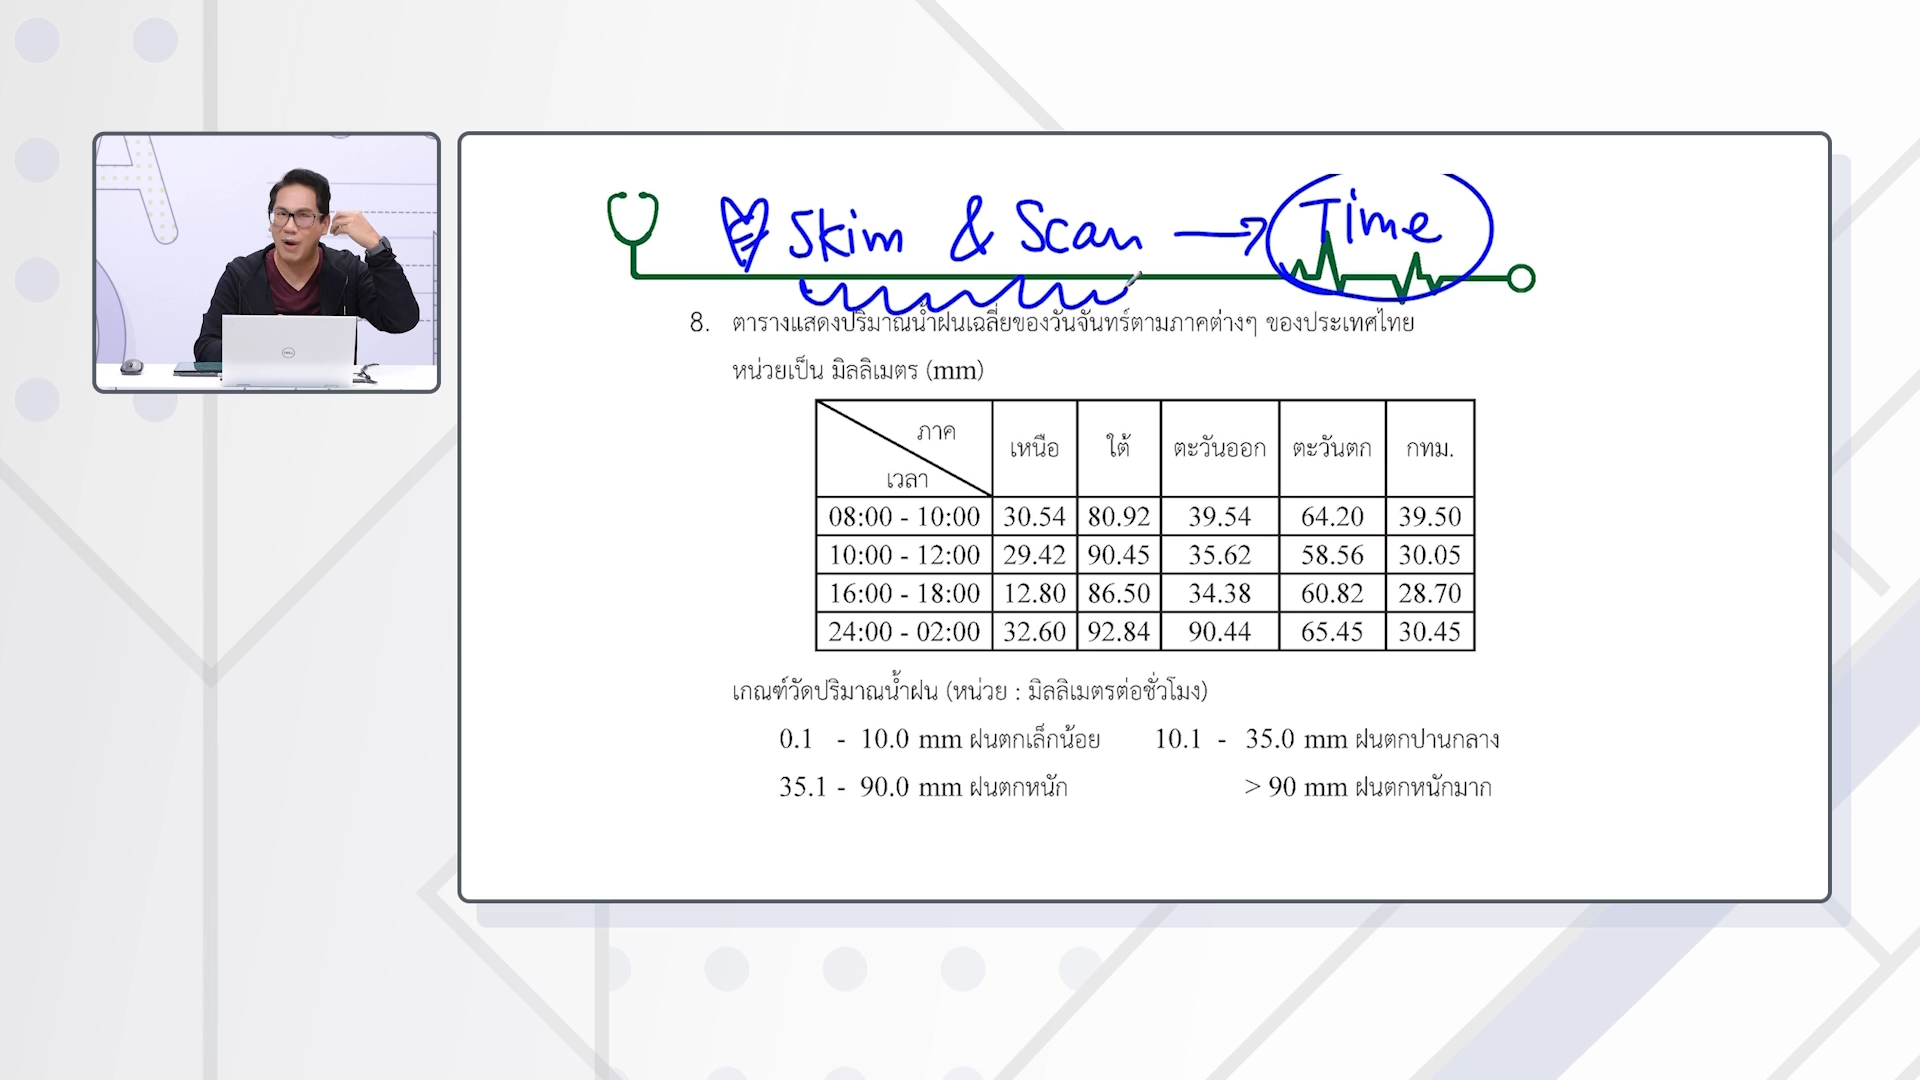 Skim & Scan → Time
8. ตารางแสดงปริมาณน้ำฝนเฉลี่ยของวันจันทร์ตามภาคต่างๆ ของประเทศไทย
หน่วยเป็น มิลลิเมตร (mm)
ภาค
เวลา
เหนือ ใต้ ตะวันออก ตะวันตก กทม.
08:00 - 10:00 30.54 80.92 39.54 64.20 39.50
10:00 - 12:00 29.42 90.45 35.62 58.56 30.05
16:00 - 18:00 12.80 86.50 34.38 60.82 28.70
24:00 - 02:00 32.60 92.84 90.44 65.45 30.45
เกณฑ์วัดปริมาณน้ำฝน (หน่วย : มิลลิเมตรต่อชั่วโมง)
0.1 - 10.0 mm ฝนตกเล็กน้อย 10.1 - 35.0 mm ฝนตกปานกลาง
35.1 - 90.0 mm ฝนตกหนัก > 90 mm ฝนตกหนักมาก